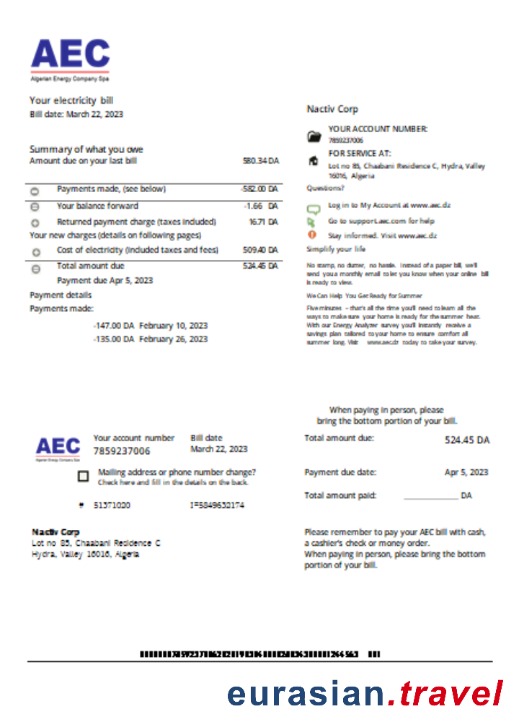 AEC
Algerian Energy Company Spa
Your electricity bill
Bill date: March 22, 2023
Summary of what you owe
Amount due on your last bill 580.34 DA
Payments made, (see below) -582.00 DA
Your balance forward -1.66 DA
Returned payment charge (taxes included) 16.71 DA
Your new charges (details on following pages)
Cost of electricity (included taxes and fees) 509.40 DA
Total amount due 524.45 DA
Payment due Apr 5, 2023
Payment details
Payments made:
-147.00 DA February 10, 2023
-135.00 DA February 26, 2023
Nactiv Corp
YOUR ACCOUNT NUMBER:
7859237006
FOR SERVICE AT:
Lot no 85, Chaabani Residence C, Hydra, Valley
16016, Algeria
Questions?
Log in to My Account at www.aec.dz
Go to support.aec.com for help
Stay informed. Visit www.aec.dz
Simplify your life
No stamp, no clutter, no hassle. Instead of a paper bill, we'll
send you a monthly email to let you know when your online bill
is ready to view.
We Can Help You Get Ready for Summer
Five minutes - that's all the time you'll need to learn all the
ways to make sure your home is ready for the summer heat.
With our Energy Analyzer survey you'll instantly receive a
savings plan tailored to your home to ensure comfort all
summer long. Visit www.aec.dz today to take your survey.
When paying in person, please
bring the bottom portion of your bill.
AEC
Algerian Energy Company Spa
Your account number
7859237006
Bill date
March 22, 2023
Mailing address or phone number change?
Check here and fill in the details on the back.
# 51371020
Total amount due: 524.45 DA
Payment due date: Apr 5, 2023
Total amount paid: ____________ DA
Nactiv Corp
Lot no 85, Chaabani Residence C
Hydra, Valley 16016, Algeria
Please remember to pay your AEC bill with cash,
a cashier's check or money order.
When paying in person, please bring the bottom
portion of your bill.
eurasian.travel